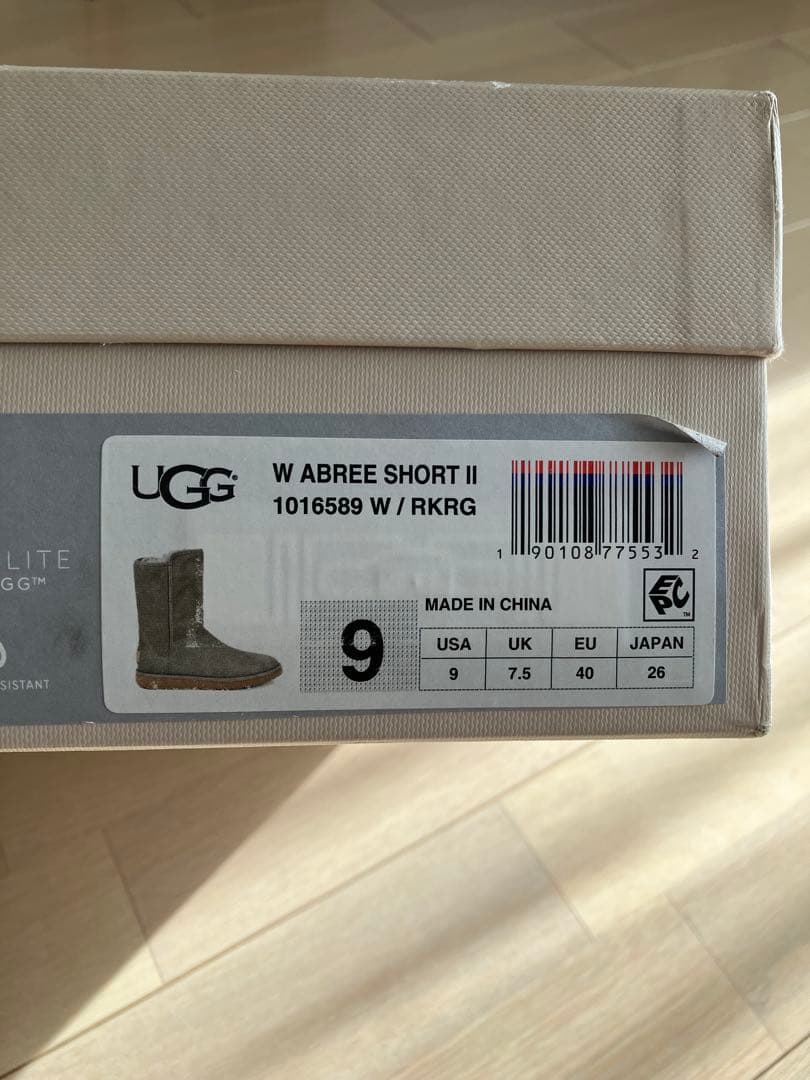 UGG®
W ABREE SHORT II
1016589 W / RKRG
1 90108 77553 2
LITE
GG™
SISTANT
EPC™
MADE IN CHINA
9
USA UK EU JAPAN
9 7.5 40 26